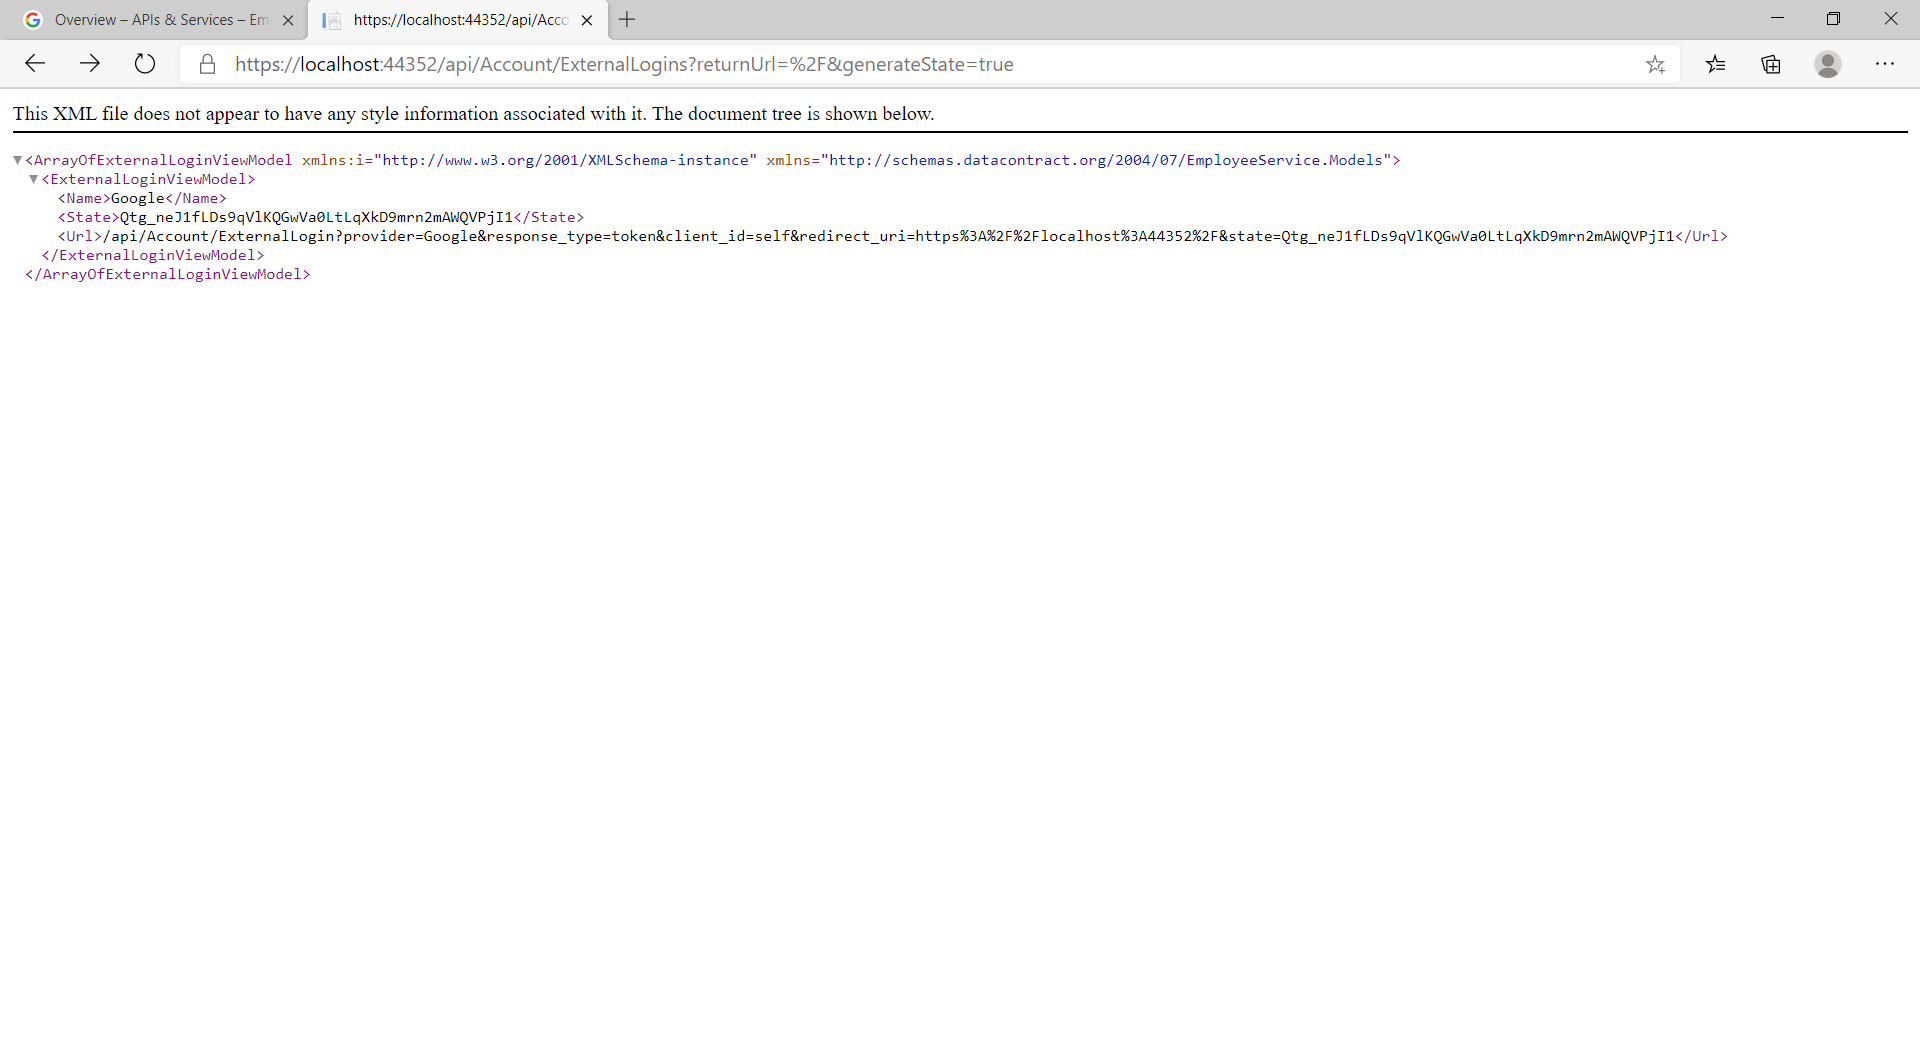 Overview – APIs & Services – Em
https://localhost:44352/api/Acco
https://localhost:44352/api/Account/ExternalLogins?returnUrl=%2F&generateState=true
This XML file does not appear to have any style information associated with it. The document tree is shown below.
<ArrayOfExternalLoginViewModel xmlns:i="http://www.w3.org/2001/XMLSchema-instance" xmlns="http://schemas.datacontract.org/2004/07/EmployeeService.Models">
<ExternalLoginViewModel>
<Name>Google</Name>
<State>Qtg_neJ1fLDs9qVlKQGwVa0LtLqXkD9mrn2mAWQVPjI1</State>
<Url>/api/Account/ExternalLogin?provider=Google&response_type=token&client_id=self&redirect_uri=https%3A%2F%2Flocalhost%3A44352%2F&state=Qtg_neJ1fLDs9qVlKQGwVa0LtLqXkD9mrn2mAWQVPjI1</Url>
</ExternalLoginViewModel>
</ArrayOfExternalLoginViewModel>